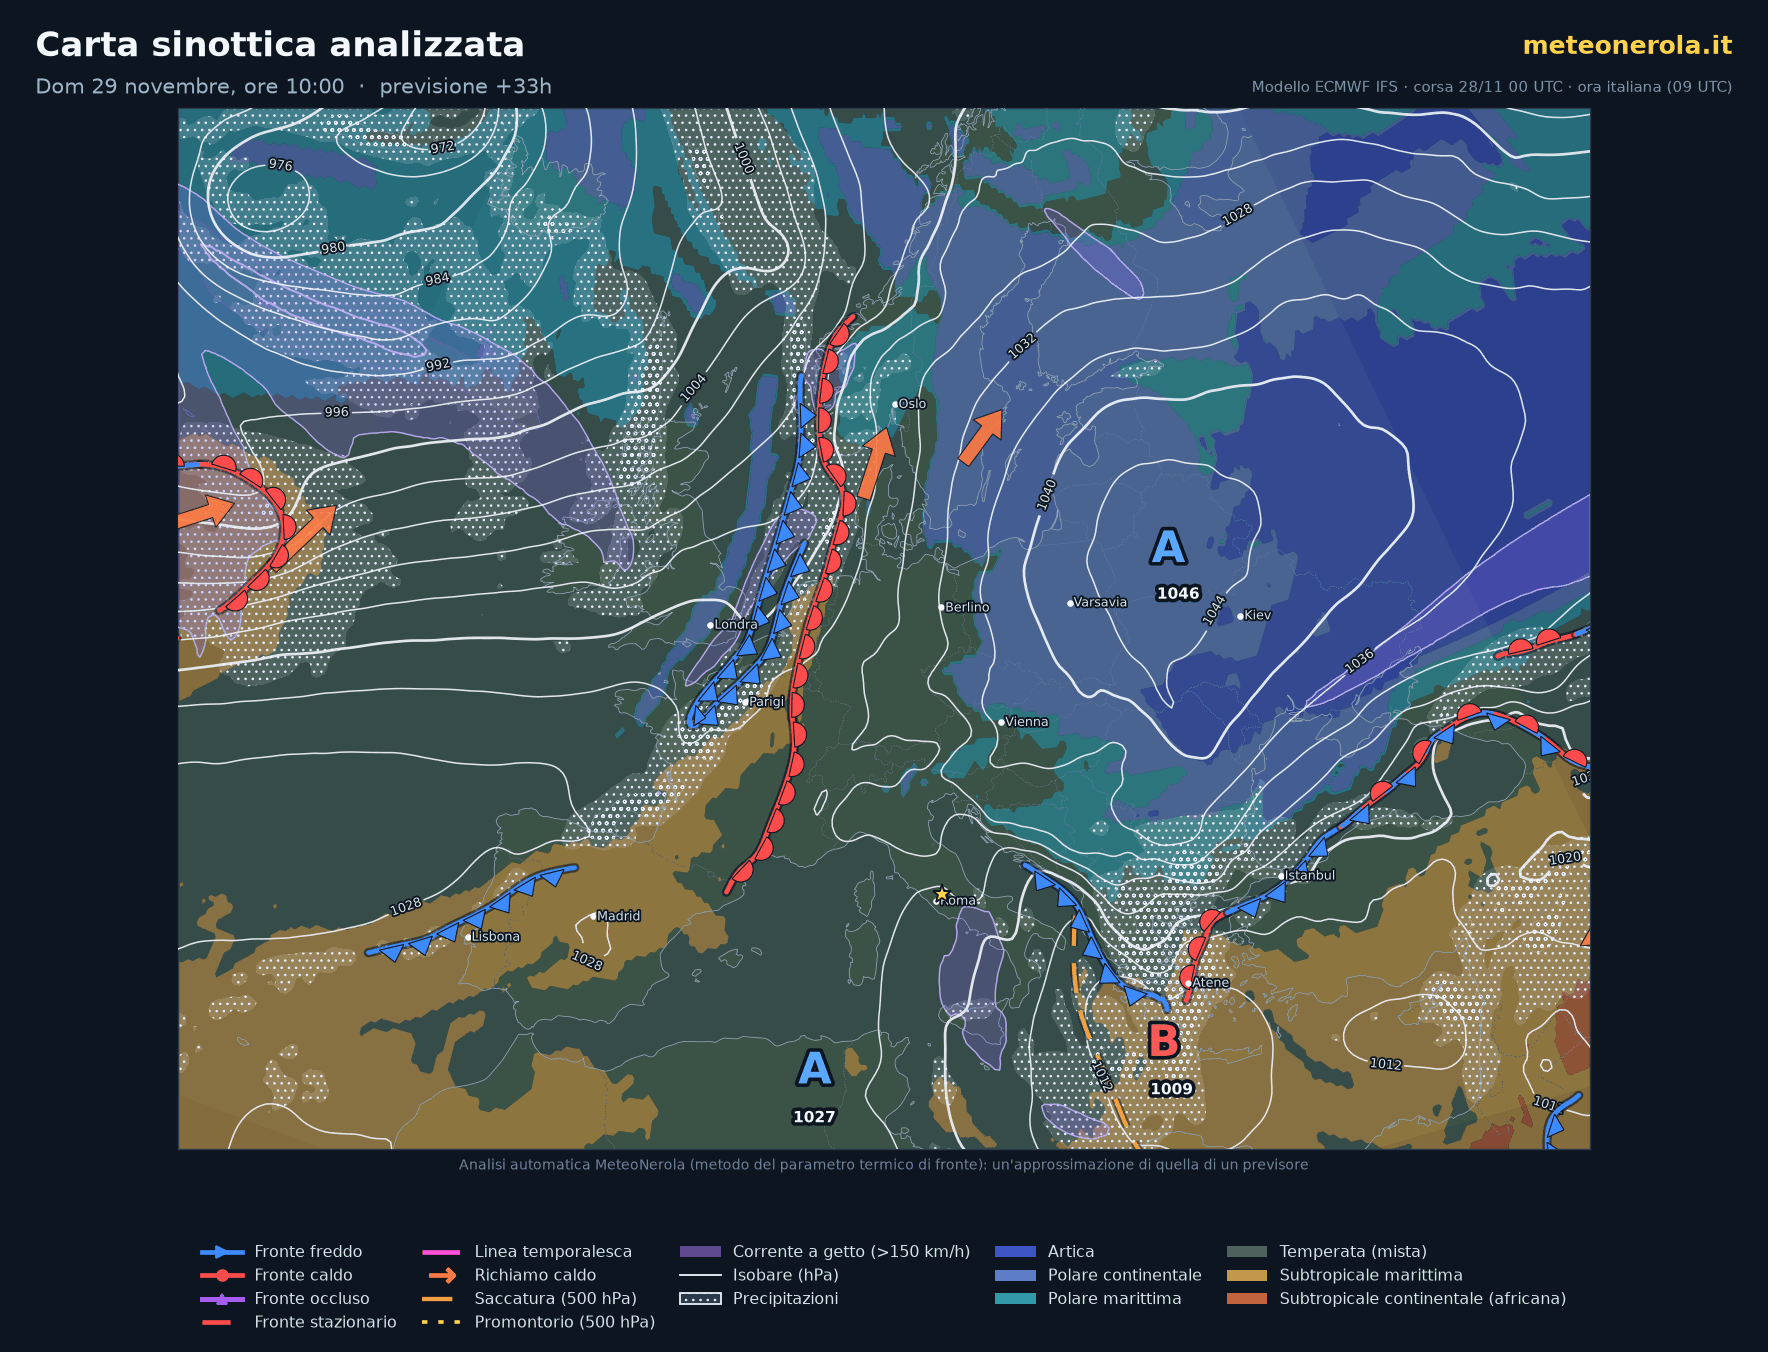 Carta sinottica analizzata
meteonerola.it
Dom 29 novembre, ore 10:00 · previsione +33h
Modello ECMWF IFS · corsa 28/11 00 UTC · ora italiana (09 UTC)
972
976
1000
980
984
992
996
1004
1028
1032
Oslo
1040
A
1046
1044
Berlino
Varsavia
Kiev
Londra
1036
Parigi
Vienna
1020
Istanbul
Roma
1028
Madrid
Lisbona
1028
Atene
B
1009
1012
1012
A
1027
Analisi automatica MeteoNerola (metodo del parametro termico di fronte): un'approssimazione di quella di un previsore
Fronte freddo
Fronte caldo
Fronte occluso
Fronte stazionario
Linea temporalesca
Richiamo caldo
Saccatura (500 hPa)
Promontorio (500 hPa)
Corrente a getto (>150 km/h)
Isobare (hPa)
Precipitazioni
Artica
Polare continentale
Polare marittima
Temperata (mista)
Subtropicale marittima
Subtropicale continentale (africana)